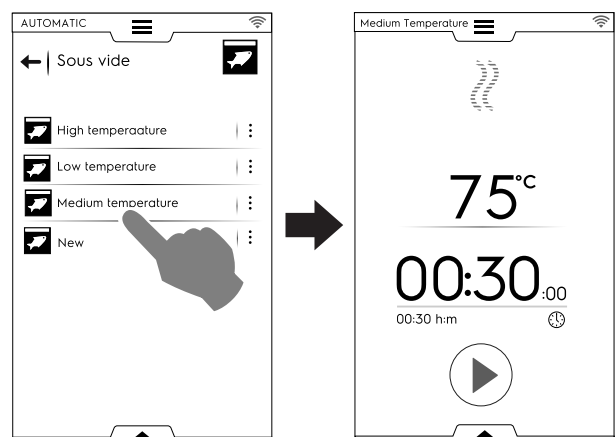 AUTOMATIC
Sous vide
High temperaature
Low temperature
Medium temperature
New
Medium Temperature
75°C
00:30:00
00:30 h:m